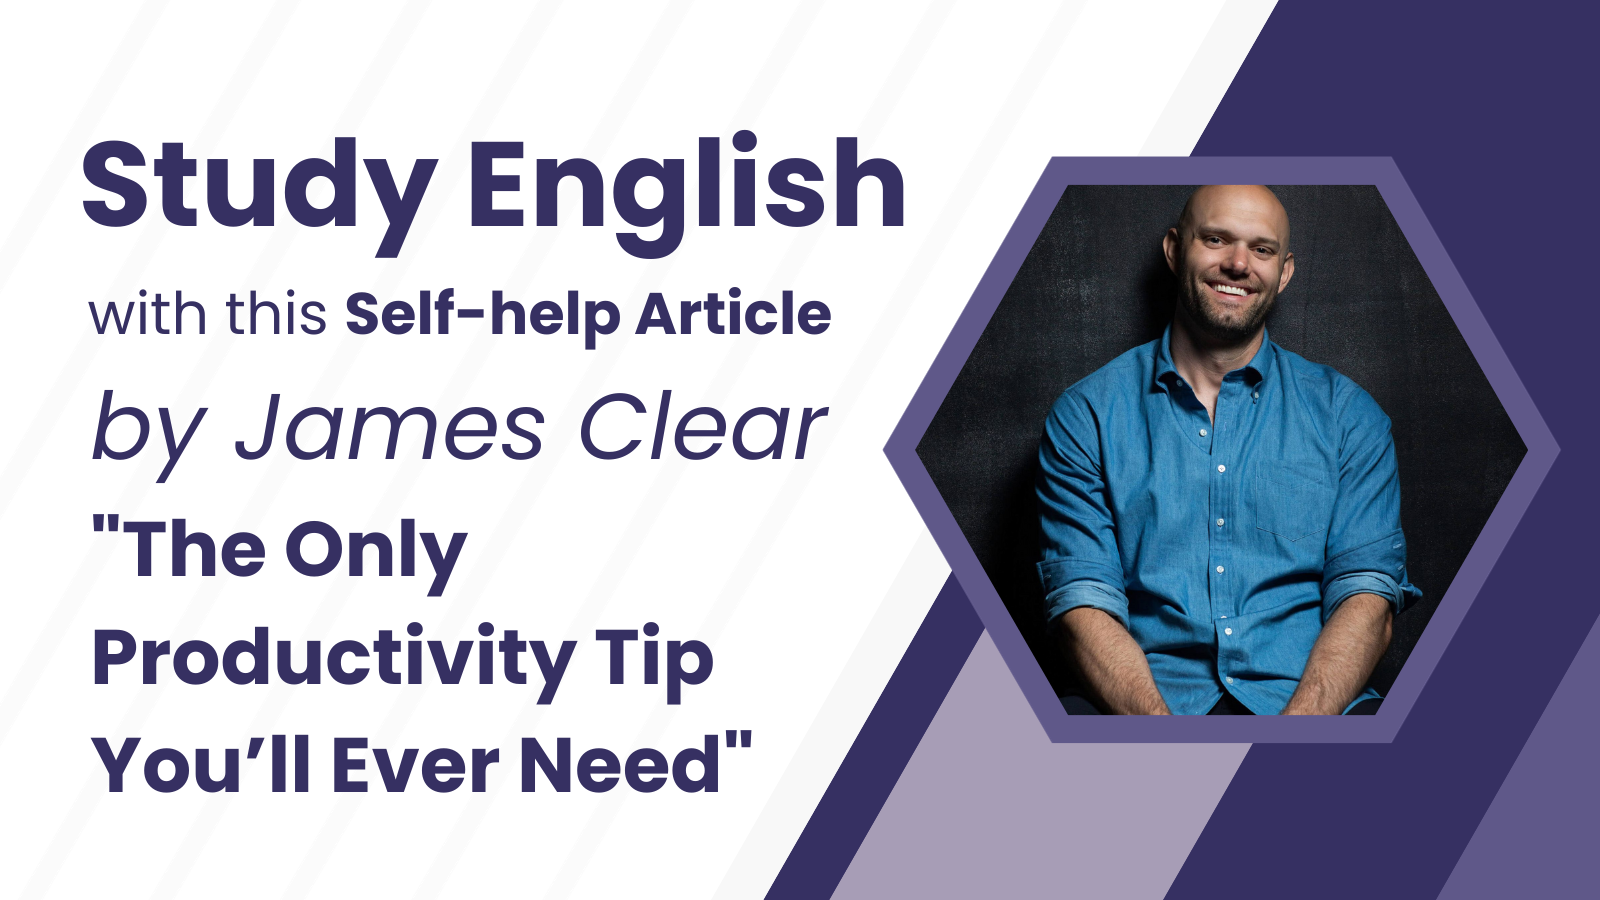 Study English
with this Self-help Article
by James Clear
"The Only
Productivity Tip
You’ll Ever Need"